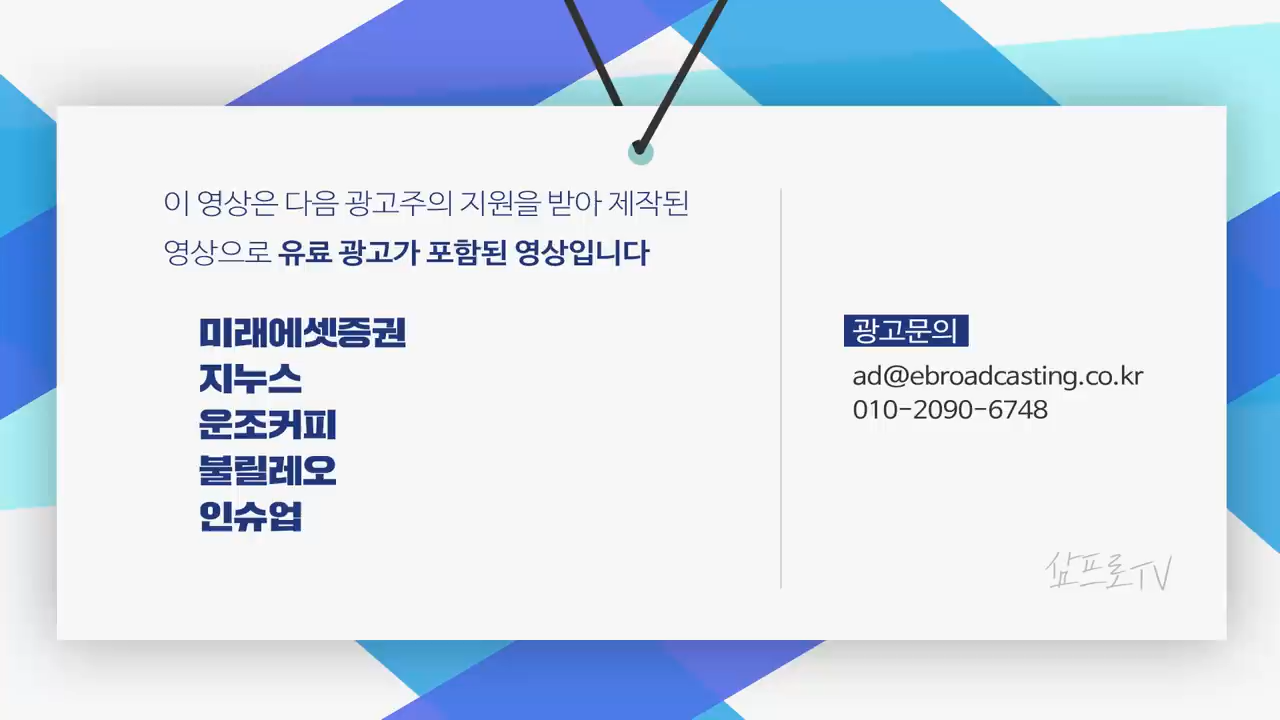 이 영상은 다음 광고주의 지원을 받아 제작된
영상으로 유료 광고가 포함된 영상입니다
미래에셋증권
지누스
운조커피
불릴레오
인슈업
광고문의
ad@ebroadcasting.co.kr
010-2090-6748
삼프로TV